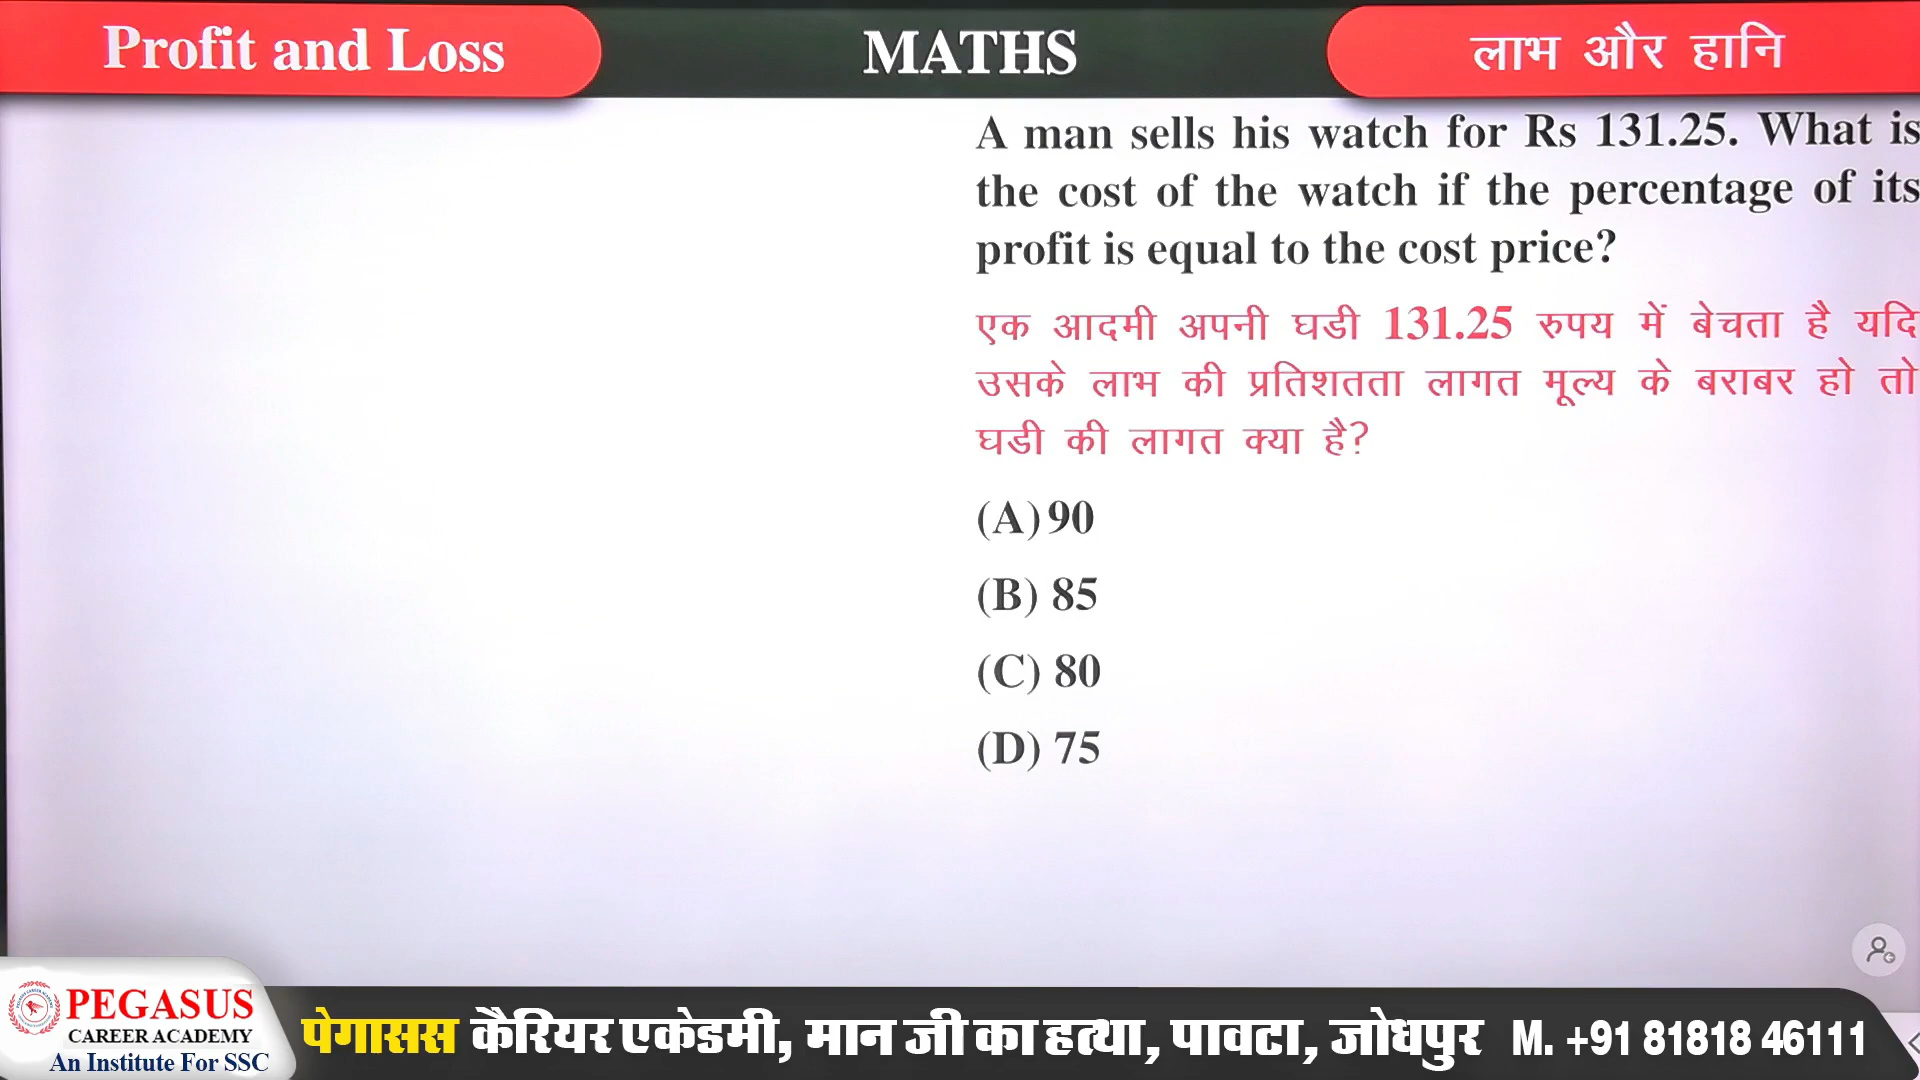 Profit and Loss
MATHS
लाभ और हानि
A man sells his watch for Rs 131.25. What is
the cost of the watch if the percentage of its
profit is equal to the cost price?
एक आदमी अपनी घडी 131.25 रुपय में बेचता है यदि
उसके लाभ की प्रतिशतता लागत मूल्य के बराबर हो तो
घडी की लागत क्या है?
(A) 90
(B) 85
(C) 80
(D) 75
PEGASUS
CAREER ACADEMY
An Institute For SSC
पेगासस कैरियर एकेडमी, मान जी का हत्था, पावटा, जोधपुर M. +91 81818 46111